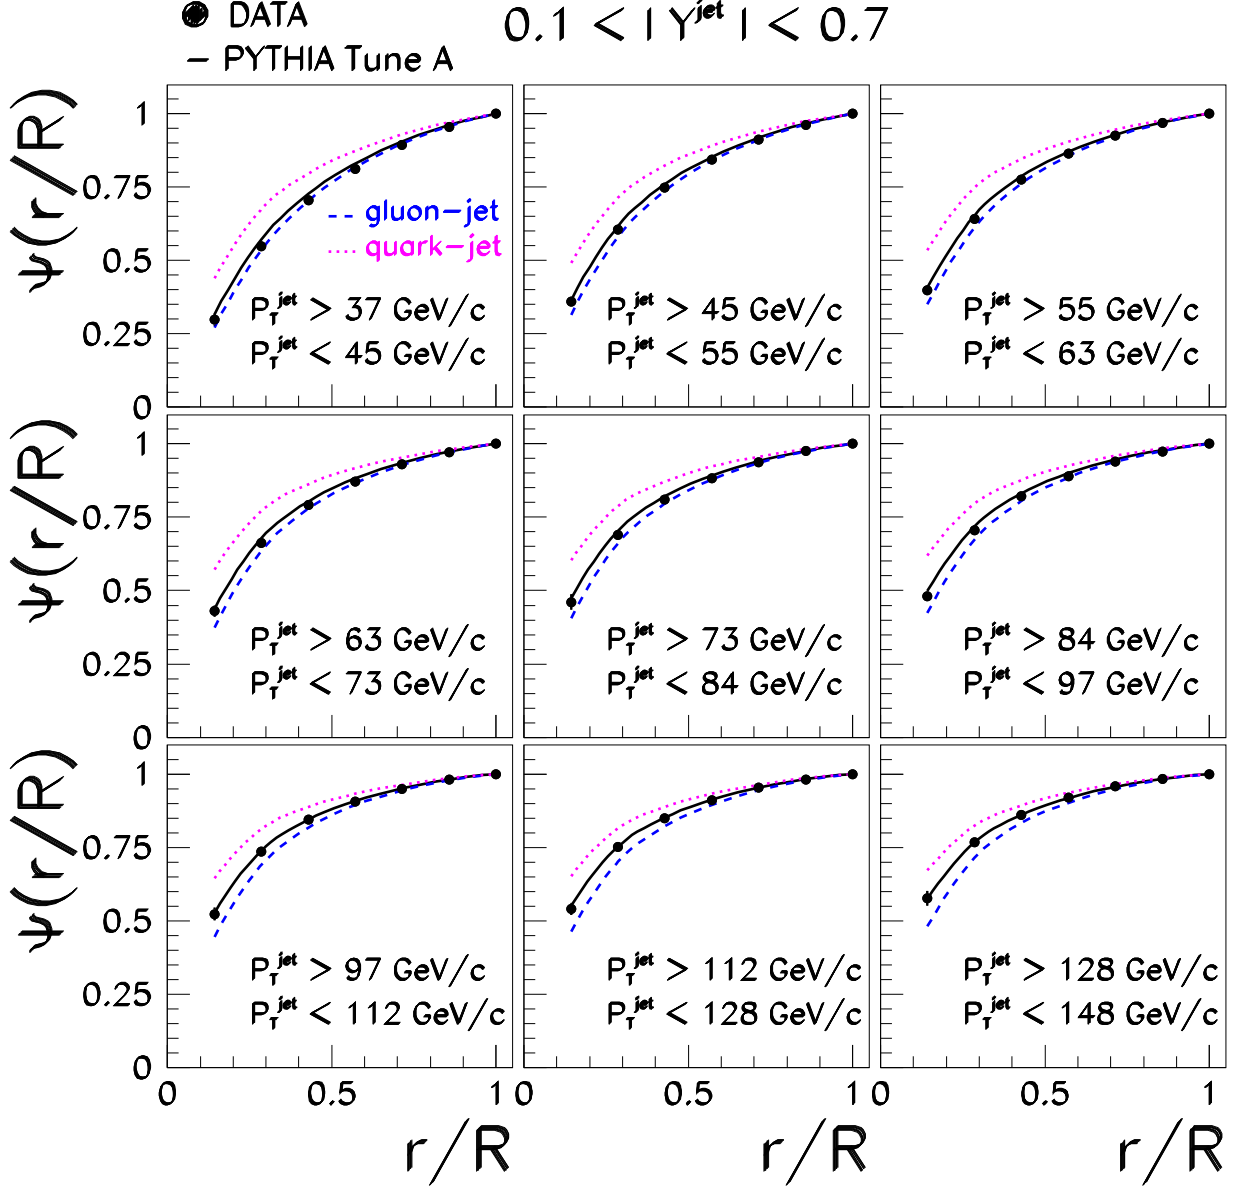 DATA
0.1 < | Y^jet | < 0.7
– PYTHIA Tune A
Ψ(r/R)
1
0.75
0.5
0.25
0
gluon-jet
quark-jet
P_T^jet > 37 GeV/c
P_T^jet < 45 GeV/c
P_T^jet > 45 GeV/c
P_T^jet < 55 GeV/c
P_T^jet > 55 GeV/c
P_T^jet < 63 GeV/c
Ψ(r/R)
1
0.75
0.5
0.25
0
P_T^jet > 63 GeV/c
P_T^jet < 73 GeV/c
P_T^jet > 73 GeV/c
P_T^jet < 84 GeV/c
P_T^jet > 84 GeV/c
P_T^jet < 97 GeV/c
Ψ(r/R)
1
0.75
0.5
0.25
0
P_T^jet > 97 GeV/c
P_T^jet < 112 GeV/c
P_T^jet > 112 GeV/c
P_T^jet < 128 GeV/c
P_T^jet > 128 GeV/c
P_T^jet < 148 GeV/c
0 0.5 1 0 0.5 1 0 0.5 1
r/R r/R r/R